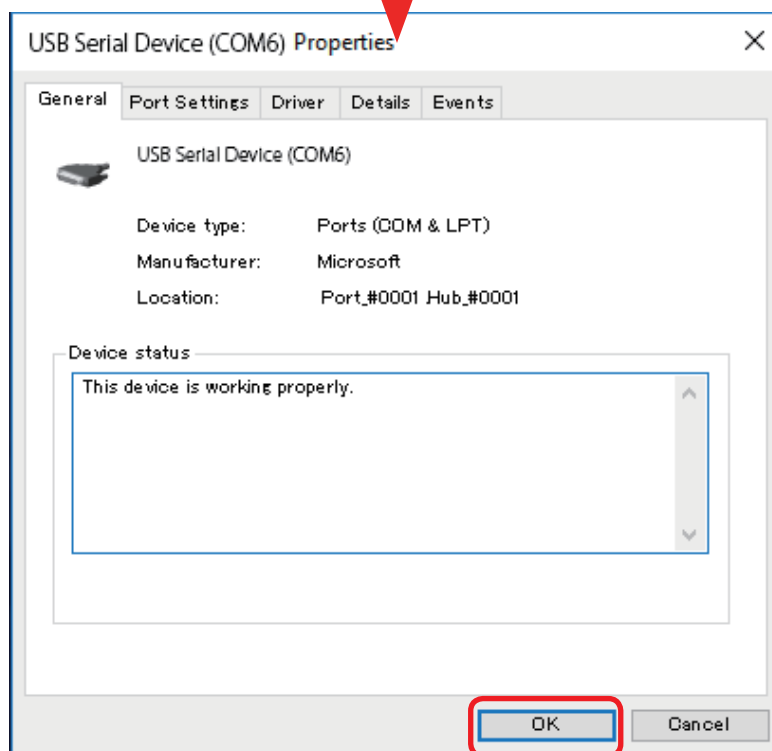 USB Serial Device (COM6) Properties
General Port Settings Driver Details Events
USB Serial Device (COM6)
Device type: Ports (COM & LPT)
Manufacturer: Microsoft
Location: Port_#0001.Hub_#0001
Device status
This device is working properly.
OK Cancel